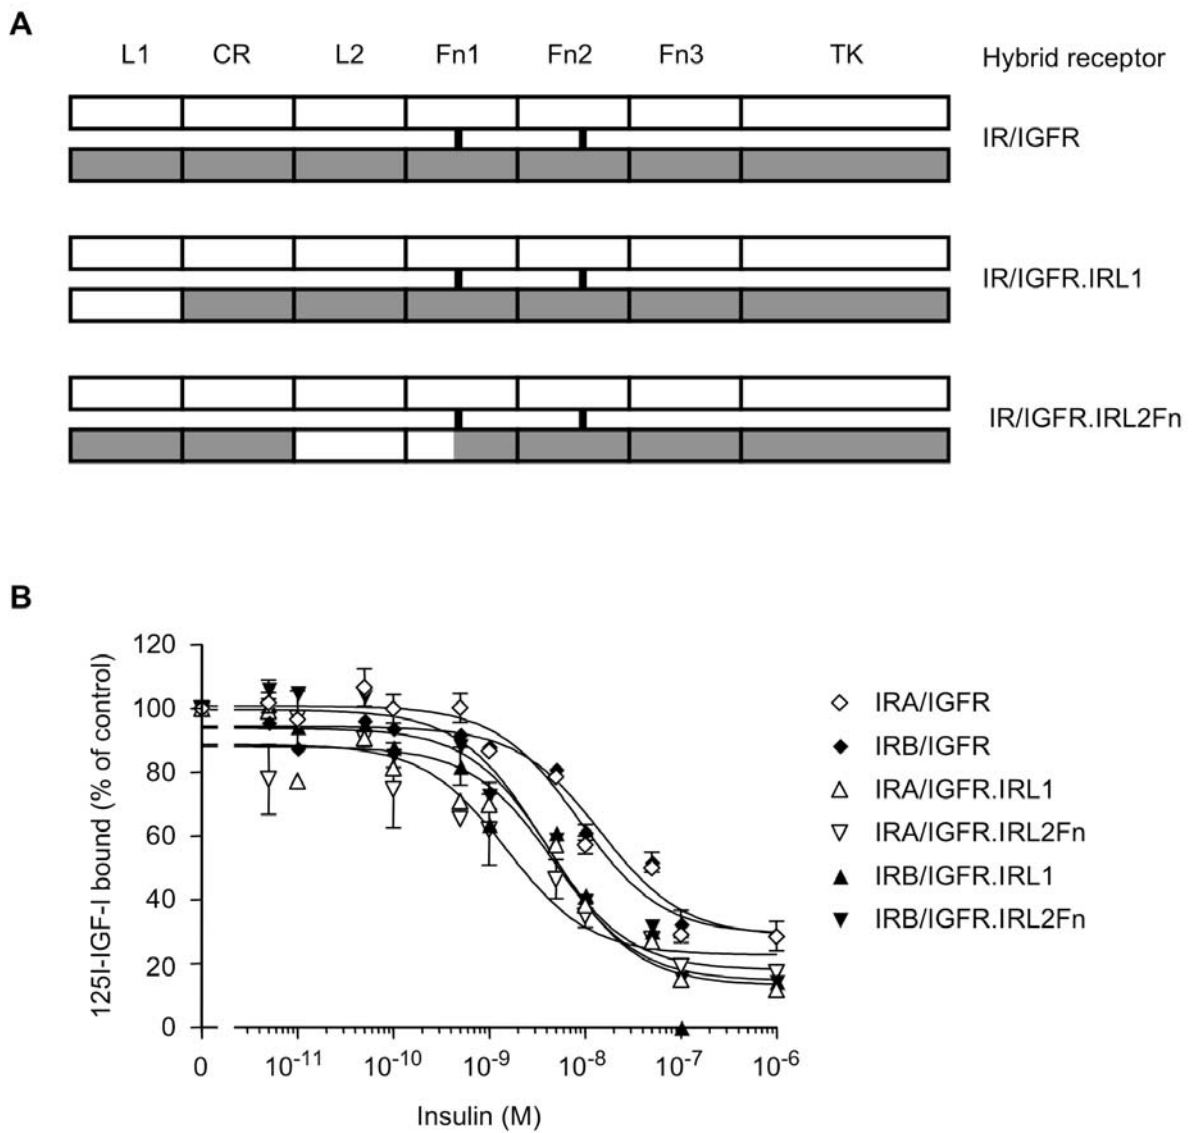 A
L1 CR L2 Fn1 Fn2 Fn3 TK Hybrid receptor
IR/IGFR
IR/IGFR.IRL1
IR/IGFR.IRL2Fn
B
125I-IGF-I bound (% of control)
120
100
80
60
40
20
0
0 10⁻¹¹ 10⁻¹⁰ 10⁻⁹ 10⁻⁸ 10⁻⁷ 10⁻⁶
Insulin (M)
IRA/IGFR
IRB/IGFR
IRA/IGFR.IRL1
IRA/IGFR.IRL2Fn
IRB/IGFR.IRL1
IRB/IGFR.IRL2Fn